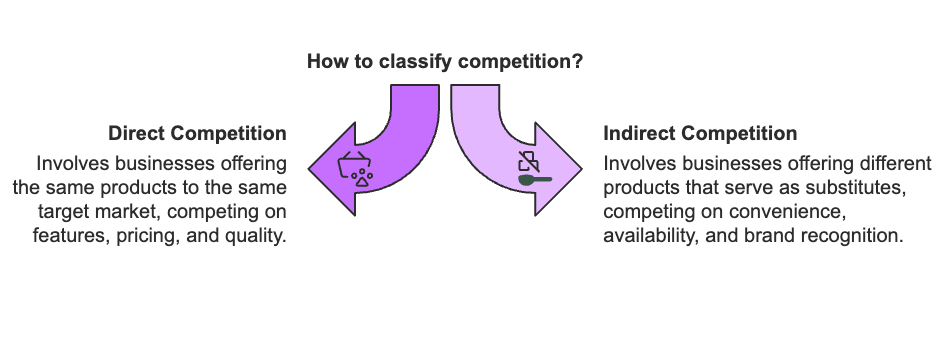 How to classify competition?
Direct Competition
Involves businesses offering
the same products to the same
target market, competing on
features, pricing, and quality.
Indirect Competition
Involves businesses offering different
products that serve as substitutes,
competing on convenience,
availability, and brand recognition.